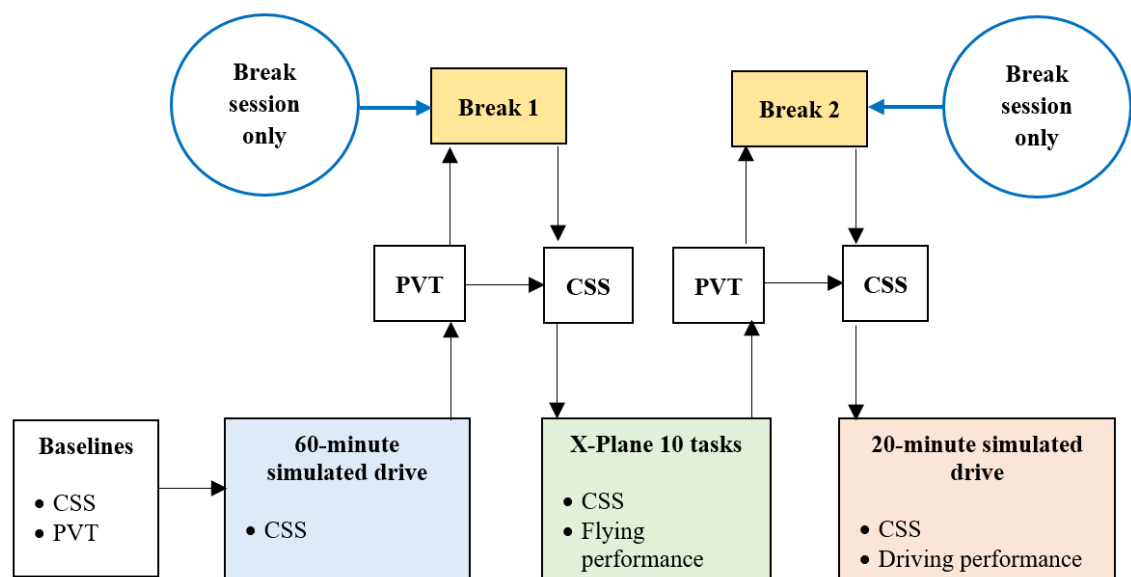 Break
session
only
Break 1
Break 2
Break
session
only
PVT
CSS
PVT
CSS
Baselines
• CSS
• PVT
60-minute
simulated drive
• CSS
X-Plane 10 tasks
• CSS
• Flying
performance
20-minute simulated
drive
• CSS
• Driving performance